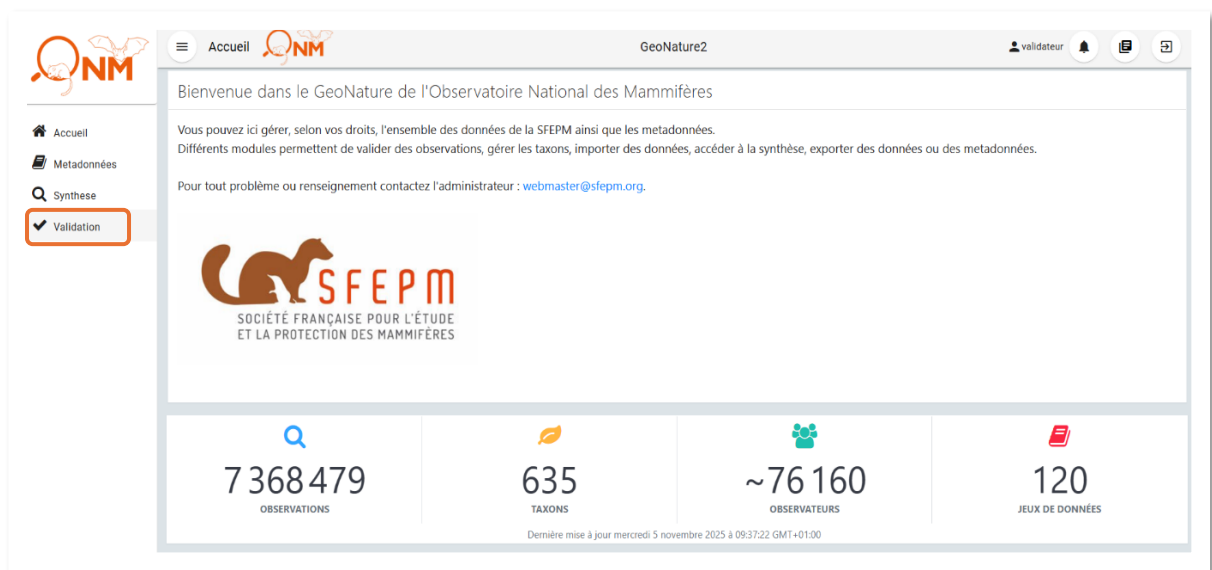 NM
Accueil
NM
GeoNature2
validateur
Bienvenue dans le GeoNature de l'Observatoire National des Mammifères
Accueil
Metadonnées
Synthese
Validation
Vous pouvez ici gérer, selon vos droits, l'ensemble des données de la SFEPM ainsi que les metadonnées.
Différents modules permettent de valider des observations, gérer les taxons, importer des données, accéder à la synthèse, exporter des données ou des metadonnées.
Pour tout problème ou renseignement contactez l'administrateur : webmaster@sfepm.org.
SFEPM
SOCIÉTÉ FRANÇAISE POUR L'ÉTUDE
ET LA PROTECTION DES MAMMIFÈRES
7 368 479
OBSERVATIONS
635
TAXONS
~76 160
OBSERVATEURS
120
JEUX DE DONNÉES
Dernière mise à jour mercredi 5 novembre 2025 à 09:37:22 GMT+01:00